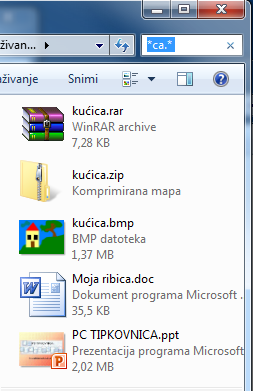 aživan...
*ca.*
aživanje Snimi
kućica.rar
WinRAR archive
7,28 KB
kućica.zip
Komprimirana mapa
kućica.bmp
BMP datoteka
1,37 MB
Moja ribica.doc
Dokument programa Microsoft .
35,5 KB
PC TIPKOVNICA.ppt
Prezentacija programa Microsoft
2,02 MB